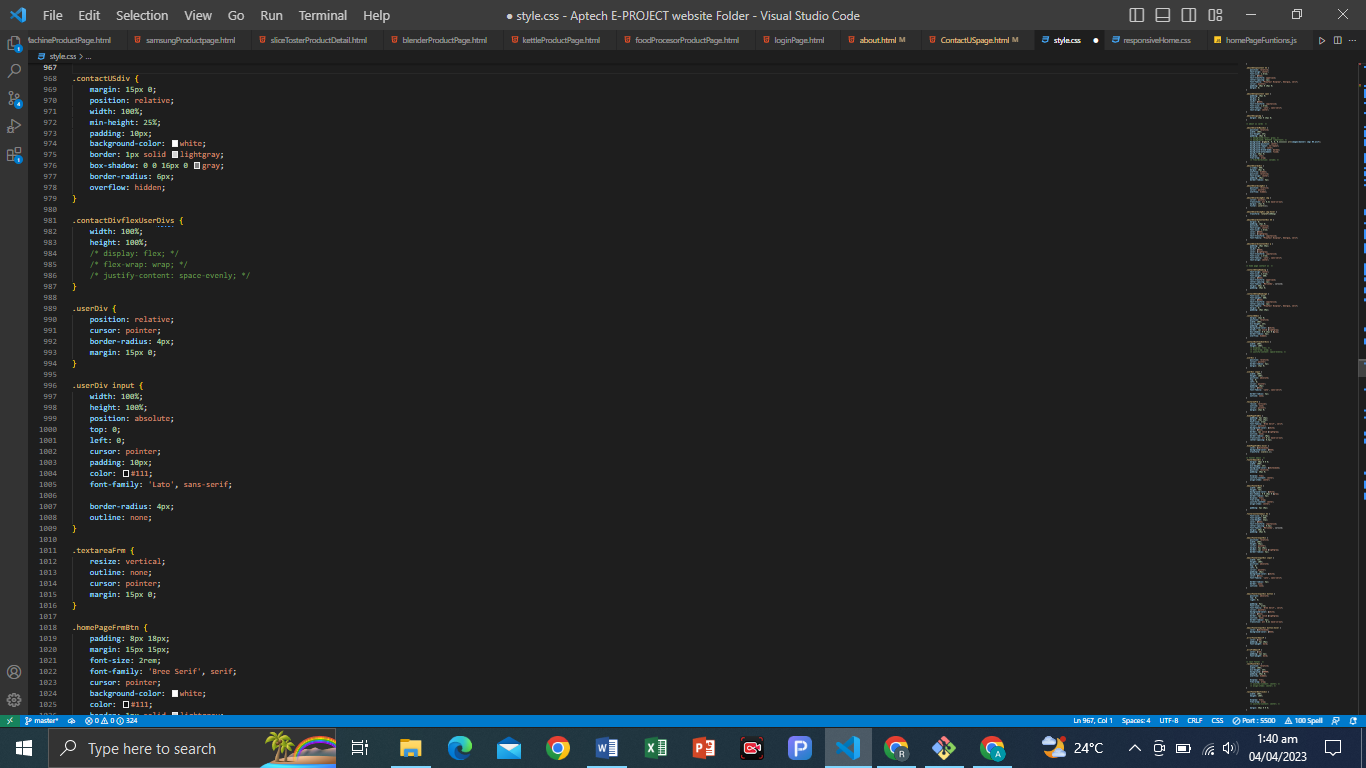 File Edit Selection View Go Run Terminal Help
● style.css - Aptech E-PROJECT website Folder - Visual Studio Code
achineProductPage.html samsungProductpage.html sliceTosterProductDetail.html blenderProductPage.html kettleProductPage.html foodProcesorProductPage.html loginPage.html about.html M ContactUSpage.html M style.css ● responsiveHome.css homePageFuntions.js
style.css > ...
967
968 .contactUSdiv {
969 margin: 15px 0;
970 position: relative;
971 width: 100%;
972 min-height: 25%;
973 padding: 10px;
974 background-color: white;
975 border: 1px solid lightgray;
976 box-shadow: 0 0 16px 0 gray;
977 border-radius: 6px;
978 overflow: hidden;
979 }
980
981 .contactDivflexUserDivs {
982 width: 100%;
983 height: 100%;
984 /* display: flex; */
985 /* flex-wrap: wrap; */
986 /* justify-content: space-evenly; */
987 }
988
989 .userDiv {
990 position: relative;
991 cursor: pointer;
992 border-radius: 4px;
993 margin: 15px 0;
994 }
995
996 .userDiv input {
997 width: 100%;
998 height: 100%;
999 position: absolute;
1000 top: 0;
1001 left: 0;
1002 cursor: pointer;
1003 padding: 10px;
1004 color: #111;
1005 font-family: 'Lato', sans-serif;
1006
1007 border-radius: 4px;
1008 outline: none;
1009 }
1010
1011 .textareaFrm {
1012 resize: vertical;
1013 outline: none;
1014 cursor: pointer;
1015 margin: 15px 0;
1016 }
1017
1018 .homePageFrmBtn {
1019 padding: 8px 18px;
1020 margin: 15px 15px;
1021 font-size: 2rem;
1022 font-family: 'Bree Serif', serif;
1023 cursor: pointer;
1024 background-color: white;
1025 color: #111;
1026 border: 1px solid lightgray;
master* 0 0 324 Ln 967, Col 1 Spaces: 4 UTF-8 CRLF CSS Port : 5500 100 Spell
Type here to search 24°C 1:40 am
04/04/2023